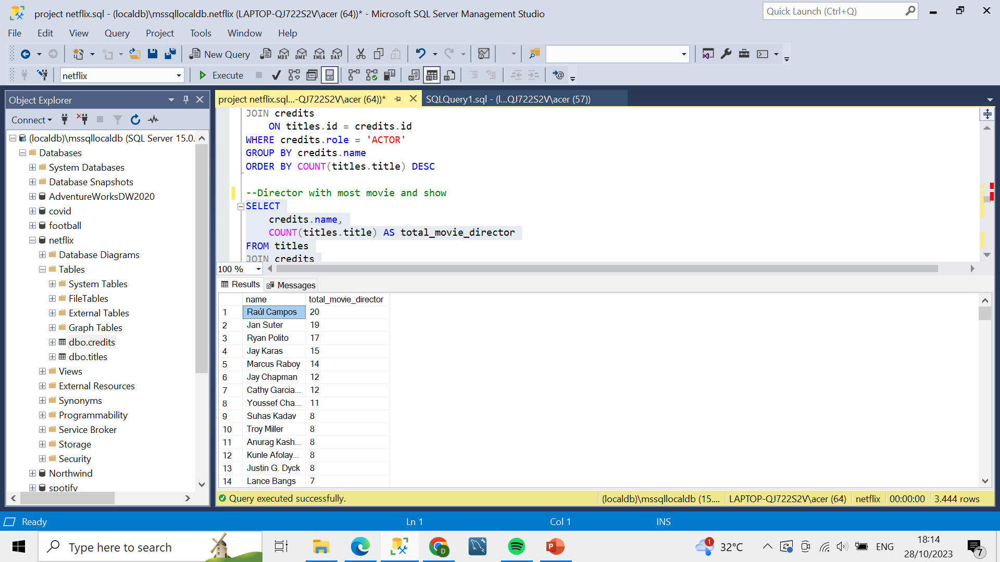 project netflix.sql - (localdb)\mssqllocaldb.netflix (LAPTOP-QJ722S2V\acer (64))* - Microsoft SQL Server Management Studio
Quick Launch (Ctrl+Q)
File Edit View Query Project Tools Window Help
New Query MDX DMX XMLA DAX
netflix Execute
Object Explorer
project netflix.sql...-QJ722S2V\acer (64))* SQLQuery1.sql - (l...QJ722S2V\acer (57))
Connect
(localdb)\mssqllocaldb (SQL Server 15.0.
Databases
System Databases
Database Snapshots
AdventureWorksDW2020
covid
football
netflix
Database Diagrams
Tables
System Tables
FileTables
External Tables
Graph Tables
dbo.credits
dbo.titles
Views
External Resources
Synonyms
Programmability
Service Broker
Storage
Security
Northwind
spotify
JOIN credits
ON titles.id = credits.id
WHERE credits.role = 'ACTOR'
GROUP BY credits.name
ORDER BY COUNT(titles.title) DESC
--Director with most movie and show
SELECT
credits.name,
COUNT(titles.title) AS total_movie_director
FROM titles
JOIN credits
100 %
Results Messages
name total_movie_director
1 Raúl Campos 20
2 Jan Suter 19
3 Ryan Polito 17
4 Jay Karas 15
5 Marcus Raboy 14
6 Jay Chapman 12
7 Cathy Garcia... 12
8 Youssef Cha... 11
9 Suhas Kadav 8
10 Troy Miller 8
11 Anurag Kash... 8
12 Kunle Afolay... 8
13 Justin G. Dyck 8
14 Lance Bangs 7
Query executed successfully. (localdb)\mssqllocaldb (15.... LAPTOP-QJ722S2V\acer (64) netflix 00:00:00 3.444 rows
Ready Ln 1 Col 1 INS
Type here to search
D
P
1
32°C
ENG
18:14
28/10/2023
7